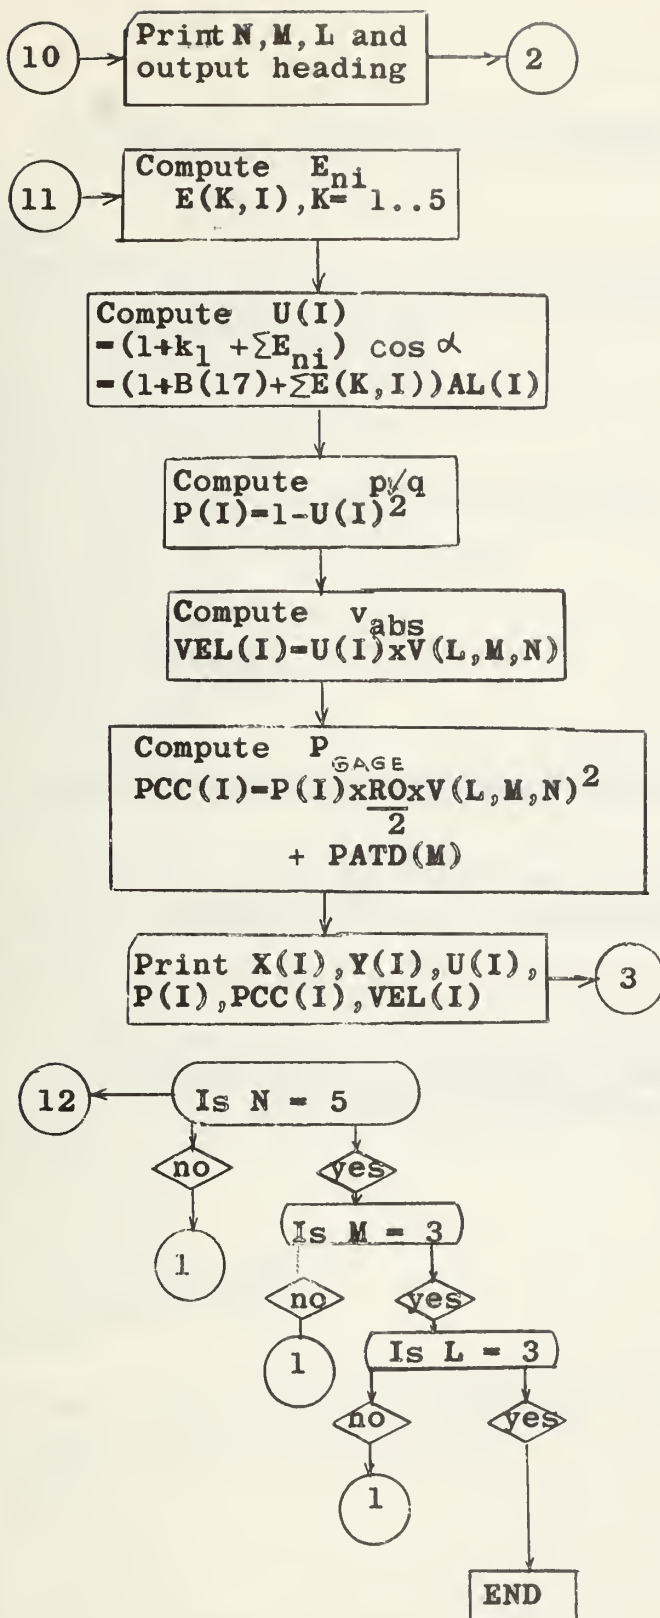 10
Print N,M,L and
output heading
2
11
Compute E_ni
E(K,I),K= 1..5
Compute U(I)
=(1+k_1 +∑E_ni) cos α
=(1+B(17)+∑E(K,I))AL(I)
Compute p/q
P(I)=1-U(I)^2
Compute v_abs
VEL(I)=U(I)xV(L,M,N)
Compute P_GAGE
PCC(I)=P(I)xROxV(L,M,N)^2
2
+ PATD(M)
Print X(I),Y(I),U(I),
P(I),PCC(I),VEL(I)
3
12
Is N = 5
no
yes
1
Is M = 3
no
yes
1
Is L = 3
no
yes
1
END